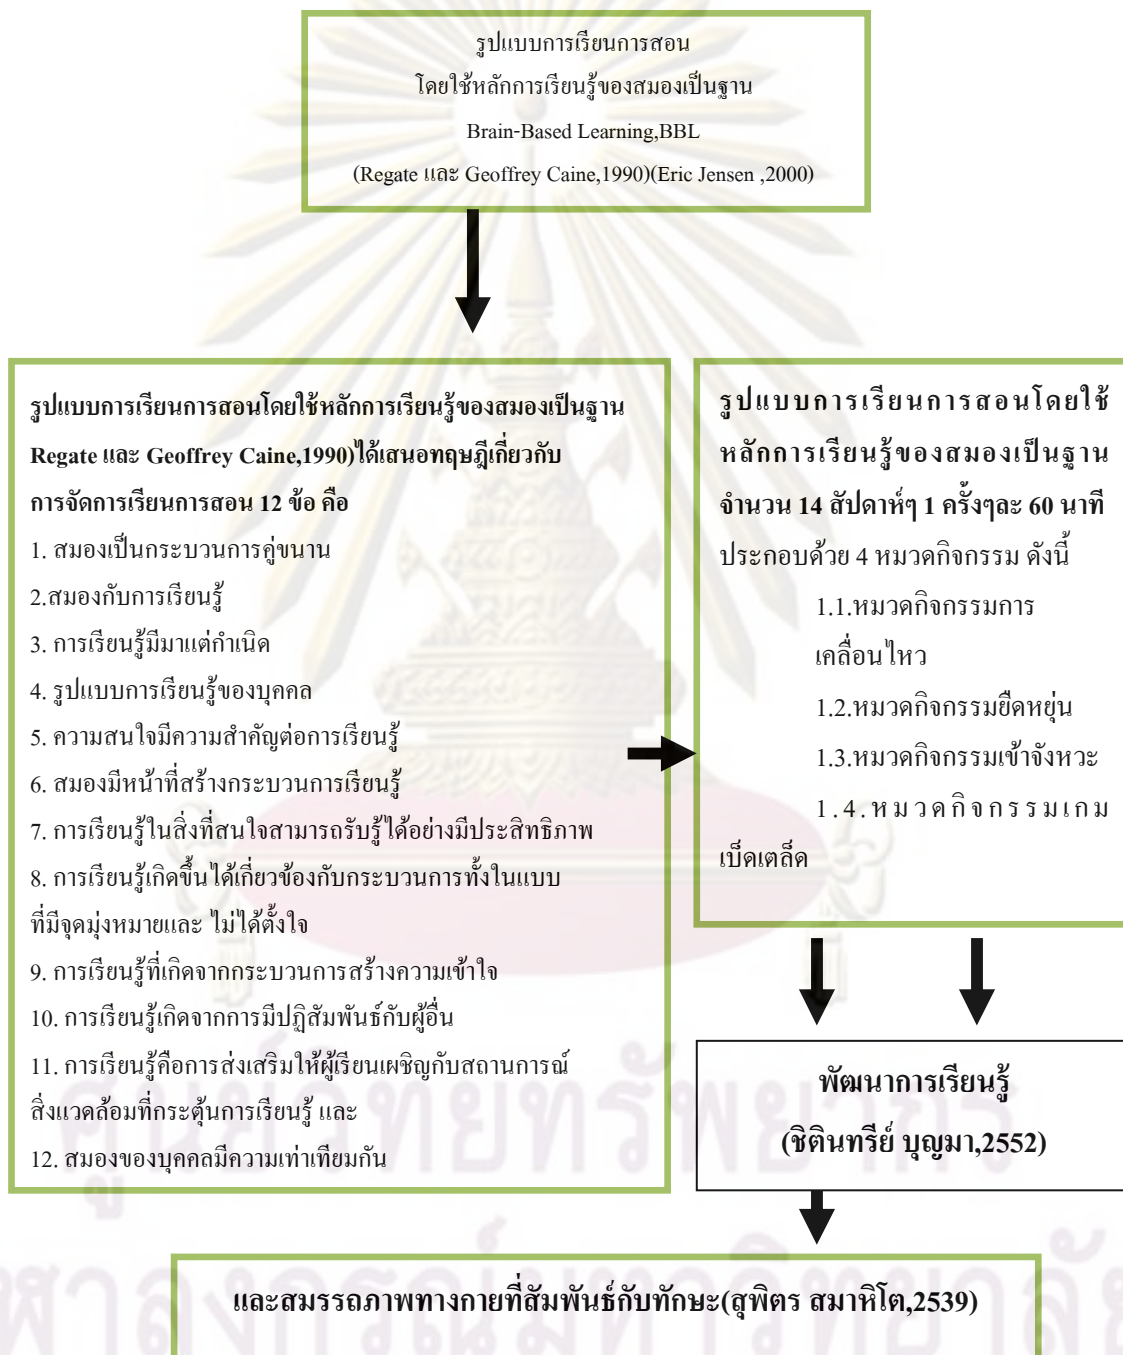 รูปแบบการเรียนการสอน
โดยใช้หลักการเรียนรู้ของสมองเป็นฐาน
Brain-Based Learning,BBL
(Regate และ Geoffrey Caine,1990)(Eric Jensen ,2000)
รูปแบบการเรียนการสอนโดยใช้หลักการเรียนรู้ของสมองเป็นฐาน
Regate และ Geoffrey Caine,1990)ได้เสนอทฤษฎีเกี่ยวกับ
การจัดการเรียนการสอน 12 ข้อ คือ
1. สมองเป็นกระบวนการคู่ขนาน
2.สมองกับการเรียนรู้
3. การเรียนรู้มีมาแต่กำเนิด
4. รูปแบบการเรียนรู้ของบุคคล
5. ความสนใจมีความสำคัญต่อการเรียนรู้
6. สมองมีหน้าที่สร้างกระบวนการเรียนรู้
7. การเรียนรู้ในสิ่งที่สนใจสามารถรับรู้ได้อย่างมีประสิทธิภาพ
8. การเรียนรู้เกิดขึ้นได้เกี่ยวข้องกับกระบวนการทั้งในแบบ
ที่มีจุดมุ่งหมายและ ไม่ได้ตั้งใจ
9. การเรียนรู้ที่เกิดจากกระบวนการสร้างความเข้าใจ
10. การเรียนรู้เกิดจากการมีปฏิสัมพันธ์กับผู้อื่น
11. การเรียนรู้คือการส่งเสริมให้ผู้เรียนเผชิญกับสถานการณ์
สิ่งแวดล้อมที่กระตุ้นการเรียนรู้ และ
12. สมองของบุคคลมีความเท่าเทียมกัน
รูปแบบการเรียนการสอนโดยใช้
หลักการเรียนรู้ของสมองเป็นฐาน
จำนวน 14 สัปดาห์ๆ 1 ครั้งๆละ 60 นาที
ประกอบด้วย 4 หมวดกิจกรรม ดังนี้
1.1.หมวดกิจกรรมการ
เคลื่อนไหว
1.2.หมวดกิจกรรมยืดหยุ่น
1.3.หมวดกิจกรรมเข้าจังหวะ
1.4.หมวดกิจกรรมเกม
เบ็ดเตล็ด
พัฒนาการเรียนรู้
(ชิตินทรีย์ บุญมา,2552)
และสมรรถภาพทางกายที่สัมพันธ์กับทักษะ(สุพิตร สมาหิโต,2539)
ศูนย์วิทยทรัพยากร
จุฬาลงกรณ์มหาวิทยาลัย